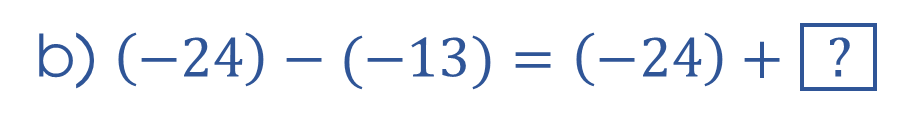 b) (−24) − (−13) = (−24) + ?